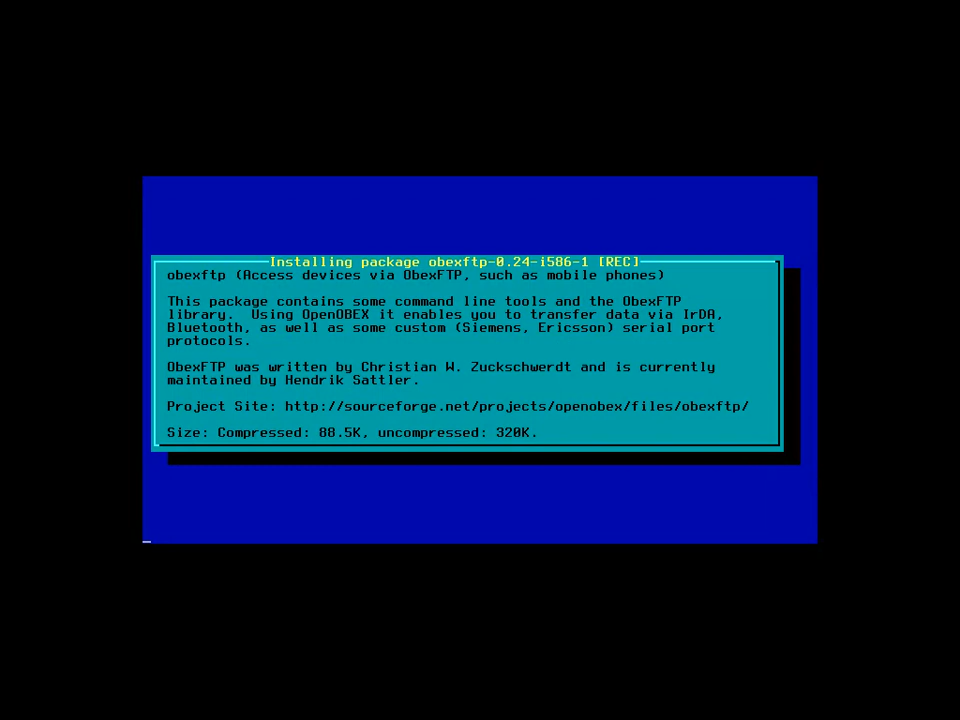 Installing package obexftp-0.24-i586-1 [REC]
obexftp (Access devices via ObexFTP, such as mobile phones)
This package contains some command line tools and the ObexFTP
library.  Using OpenOBEX it enables you to transfer data via IrDA,
Bluetooth, as well as some custom (Siemens, Ericsson) serial port
protocols.
ObexFTP was written by Christian W. Zuckschwerdt and is currently
maintained by Hendrik Sattler.
Project Site: http://sourceforge.net/projects/openobex/files/obexftp/
Size: Compressed: 88.5K, uncompressed: 320K.